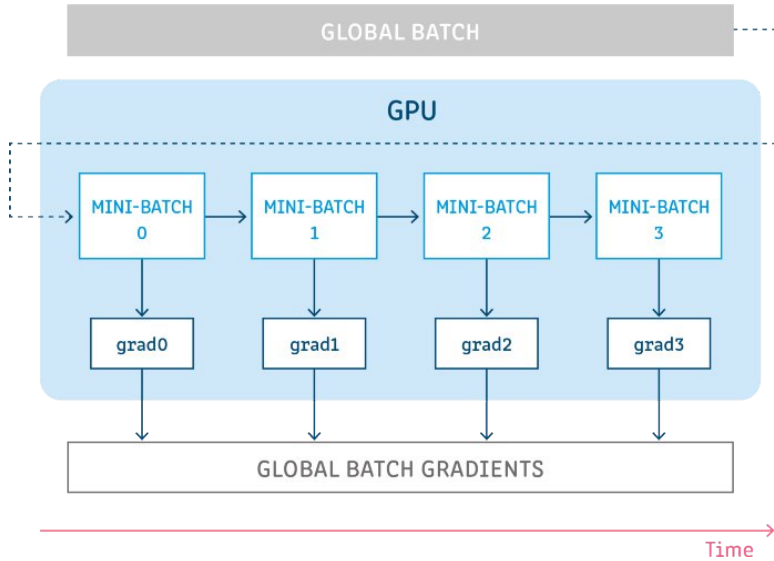 GLOBAL BATCH
GPU
MINI-BATCH
0
MINI-BATCH
1
MINI-BATCH
2
MINI-BATCH
3
grad0
grad1
grad2
grad3
GLOBAL BATCH GRADIENTS
Time